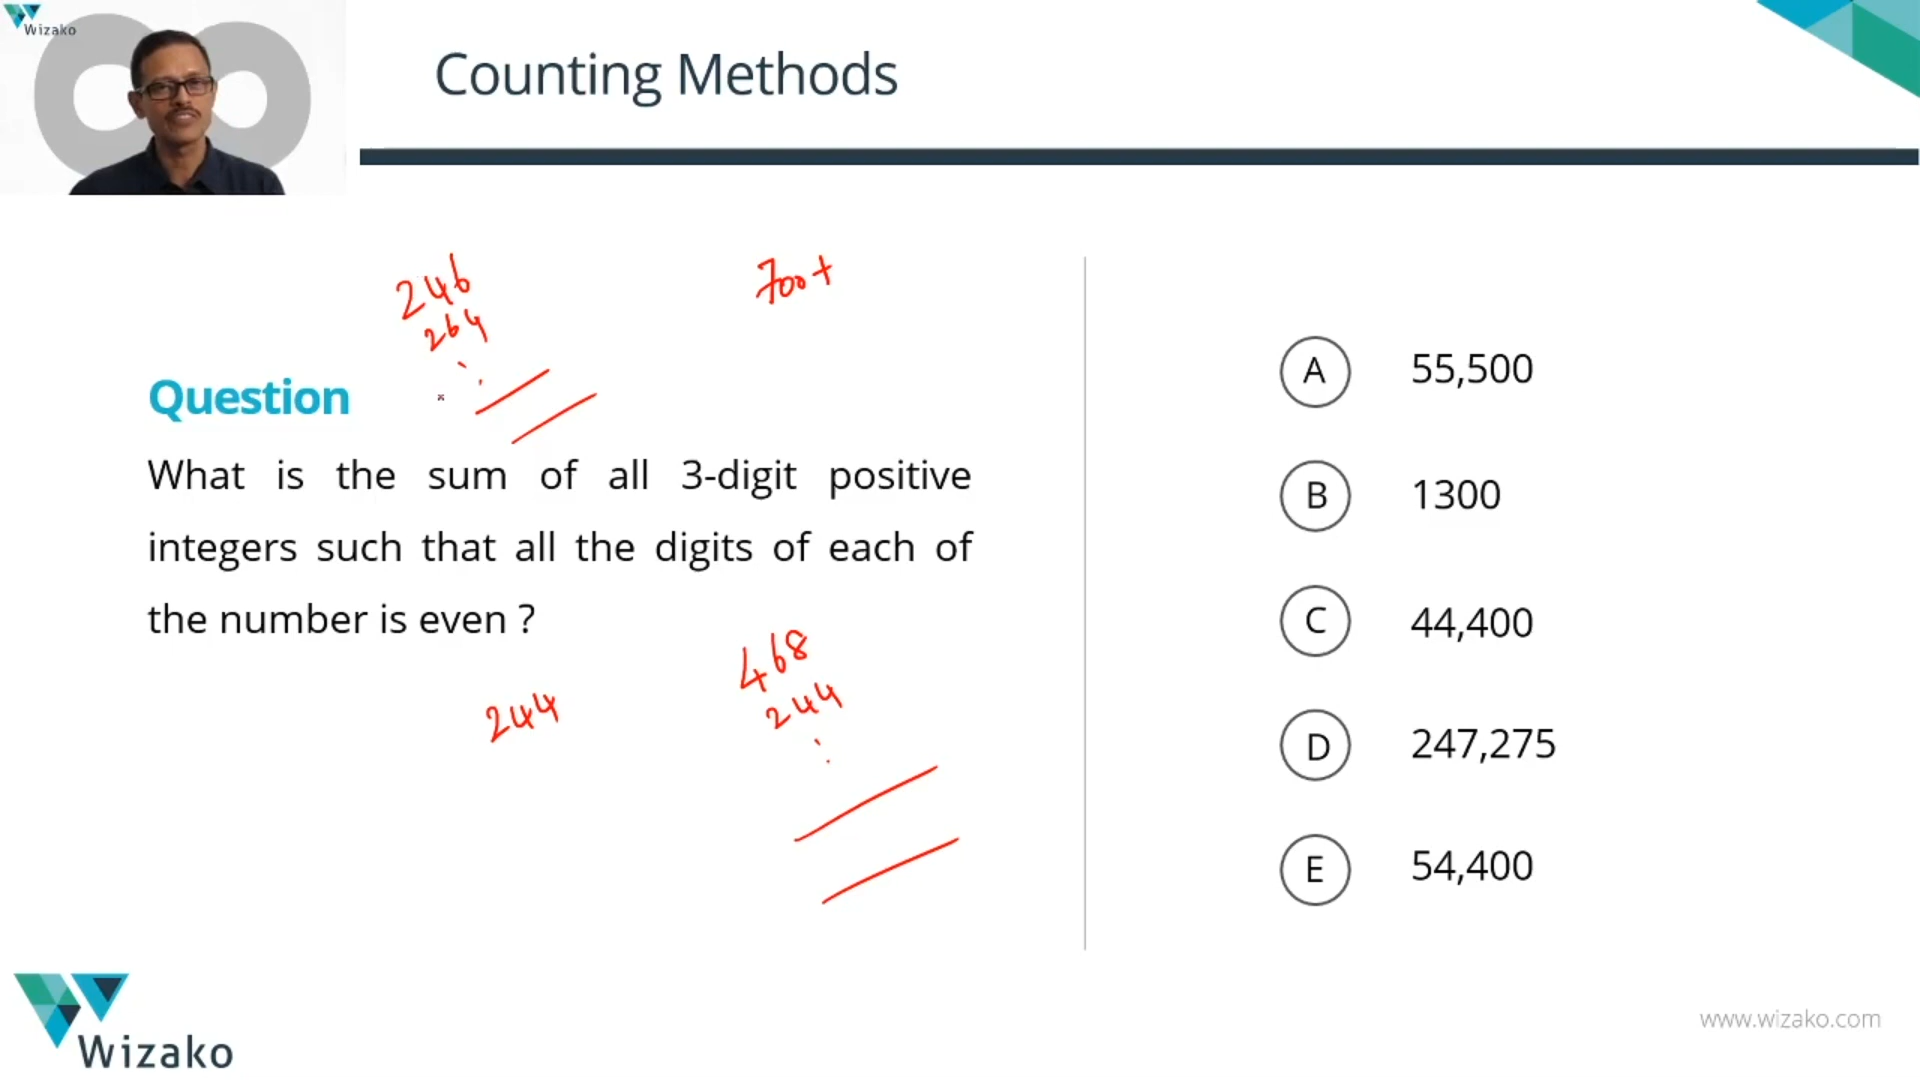 Wizako
Counting Methods
246
264
700+
Question
What is the sum of all 3-digit positive
integers such that all the digits of each of
the number is even ?
244
468
244
A 55,500
B 1300
C 44,400
D 247,275
E 54,400
Wizako
www.wizako.com